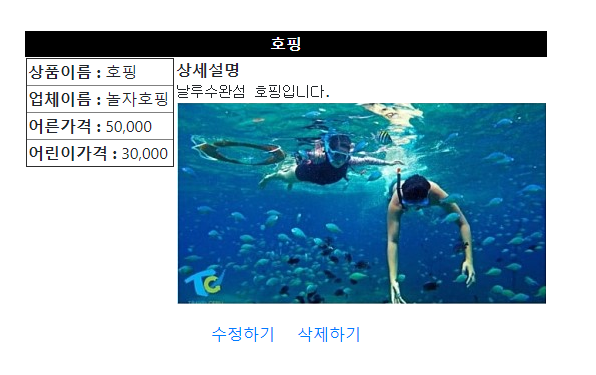 호핑
상품이름 : 호핑
업체이름 : 놀자호핑
어른가격 : 50,000
어린이가격 : 30,000
상세설명
날루수완섬 호핑입니다.
TC
수정하기 삭제하기